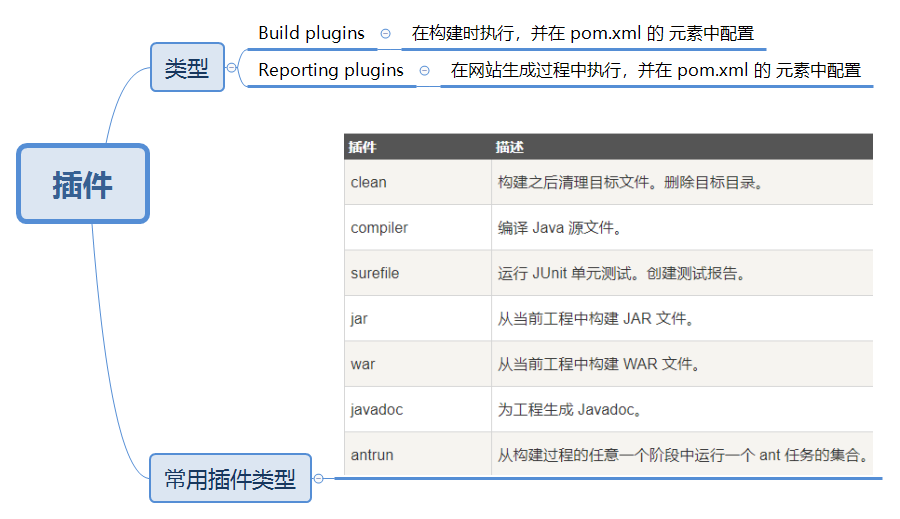 插件
类型
Build plugins
在构建时执行，并在 pom.xml 的 元素中配置
Reporting plugins
在网站生成过程中执行，并在 pom.xml 的 元素中配置
常用插件类型
插件 描述
clean 构建之后清理目标文件。删除目标目录。
compiler 编译 Java 源文件。
surefile 运行 JUnit 单元测试。创建测试报告。
jar 从当前工程中构建 JAR 文件。
war 从当前工程中构建 WAR 文件。
javadoc 为工程生成 Javadoc。
antrun 从构建过程的任意一个阶段中运行一个 ant 任务的集合。